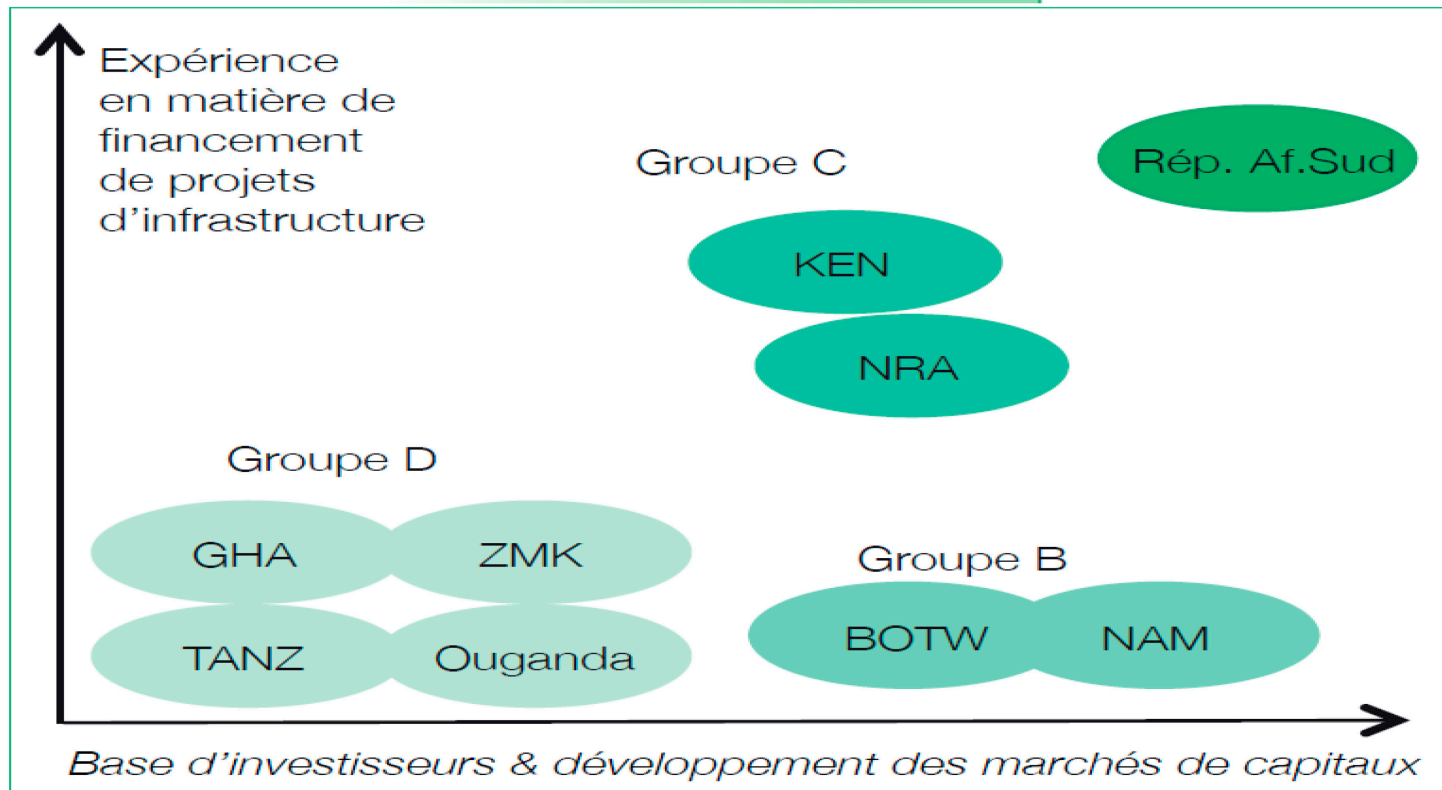 Expérience
en matière de
financement
de projets
d’infrastructure
Groupe C
Rép. Af.Sud
KEN
NRA
Groupe D
GHA
ZMK
TANZ
Ouganda
Groupe B
BOTW
NAM
Base d’investisseurs & développement des marchés de capitaux